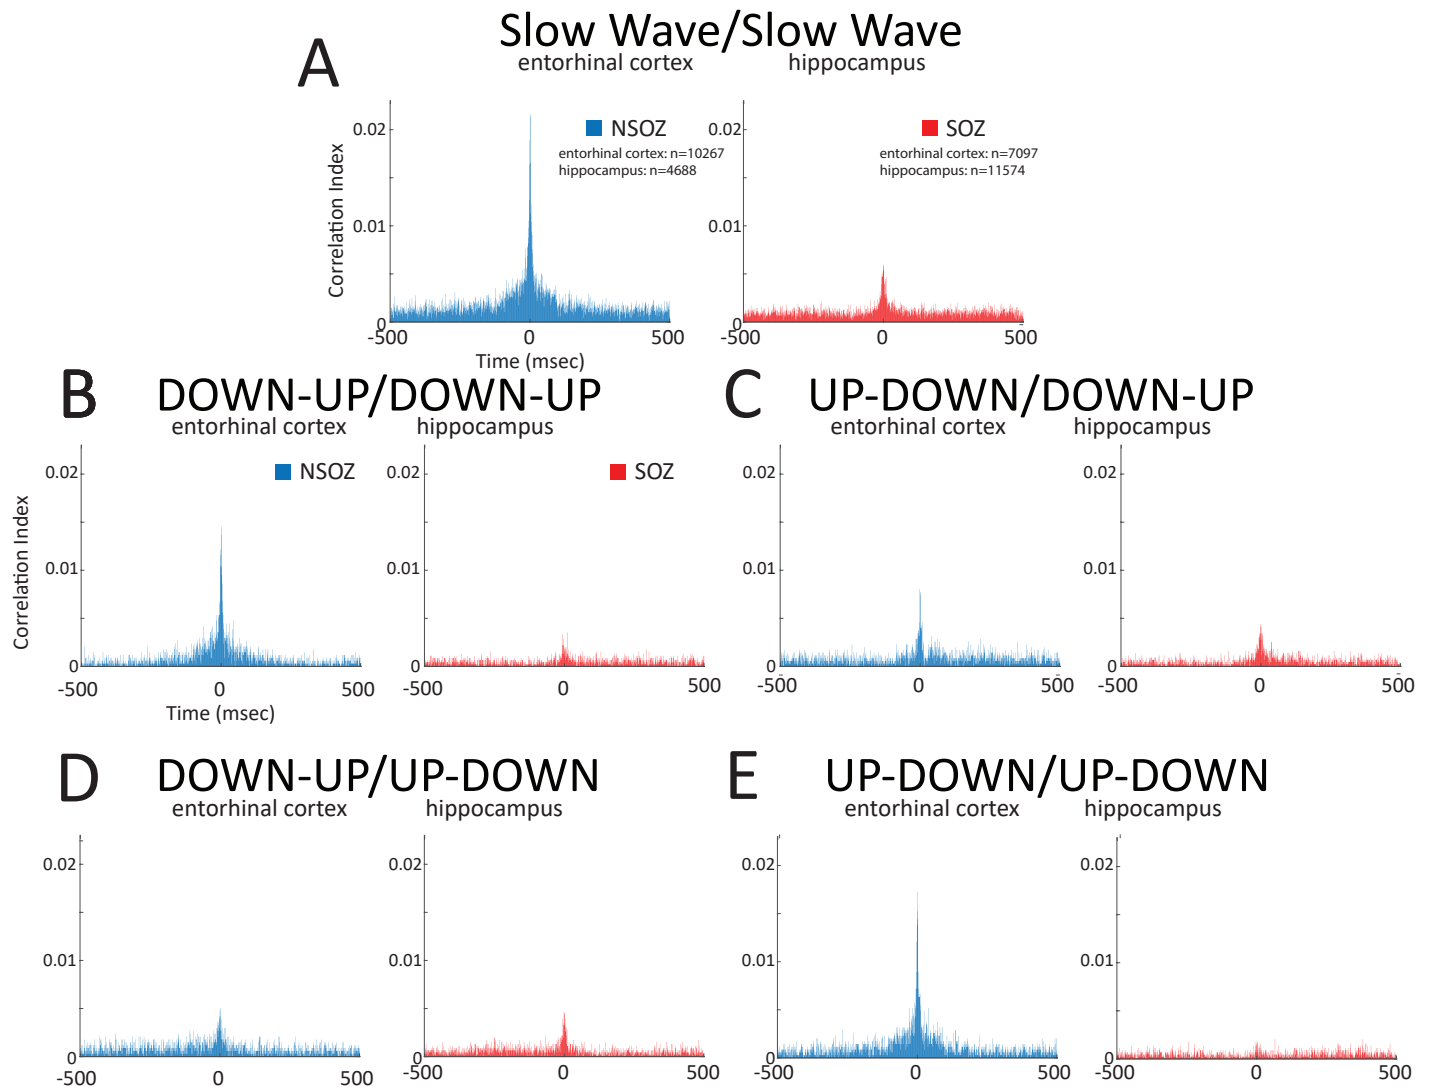 A
Slow Wave/Slow Wave
entorhinal cortex hippocampus
Correlation Index
0.02
0.01
0
-500 0 500
Time (msec)
NSOZ
entorhinal cortex: n=10267
hippocampus: n=4688
0.02
0.01
0
-500 0 500
SOZ
entorhinal cortex: n=7097
hippocampus: n=11574
B
DOWN-UP/DOWN-UP
entorhinal cortex hippocampus
Correlation Index
0.02
0.01
0
-500 0 500
Time (msec)
NSOZ
0.02
0.01
0
-500 0 500
SOZ
C
UP-DOWN/DOWN-UP
entorhinal cortex hippocampus
0.02
0.01
0
-500 0 500
0.02
0.01
0
-500 0 500
D
DOWN-UP/UP-DOWN
entorhinal cortex hippocampus
0.02
0.01
0
-500 0 500
0.02
0.01
0
-500 0 500
E
UP-DOWN/UP-DOWN
entorhinal cortex hippocampus
0.02
0.01
0
-500 0 500
0.02
0.01
0
-500 0 500